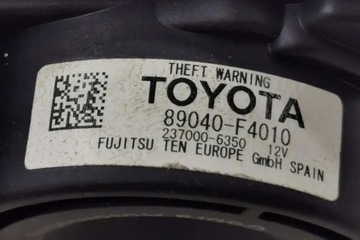 THEFT WARNING
TOYOTA
89040-F4010
237000-6350 12V
FUJITSU TEN EUROPE GmbH SPAIN